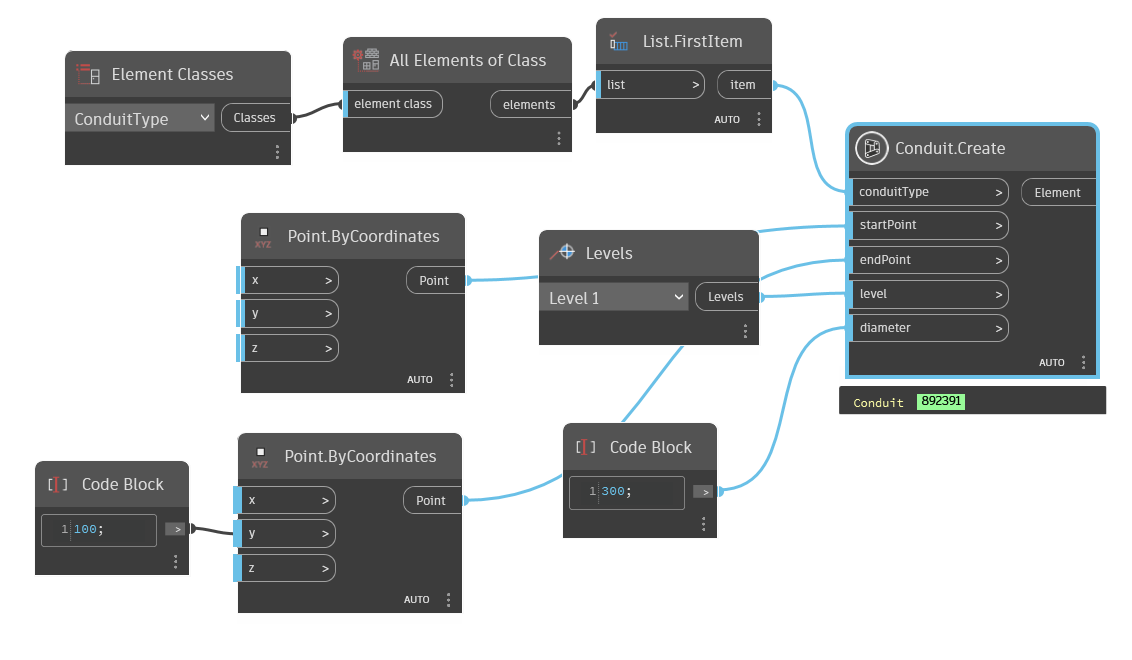 Element Classes
ConduitType
Classes
All Elements of Class
element class
elements
List.FirstItem
list >
item
AUTO
Conduit.Create
conduitType >
Element
startPoint >
endPoint >
level >
diameter >
AUTO
Conduit 892391
XYZ
Point.ByCoordinates
x >
Point
y >
z >
AUTO
Levels
Level 1
Levels
XYZ
Point.ByCoordinates
x >
Point
y >
z >
AUTO
Code Block
1 100;
>
Code Block
1 300;
>